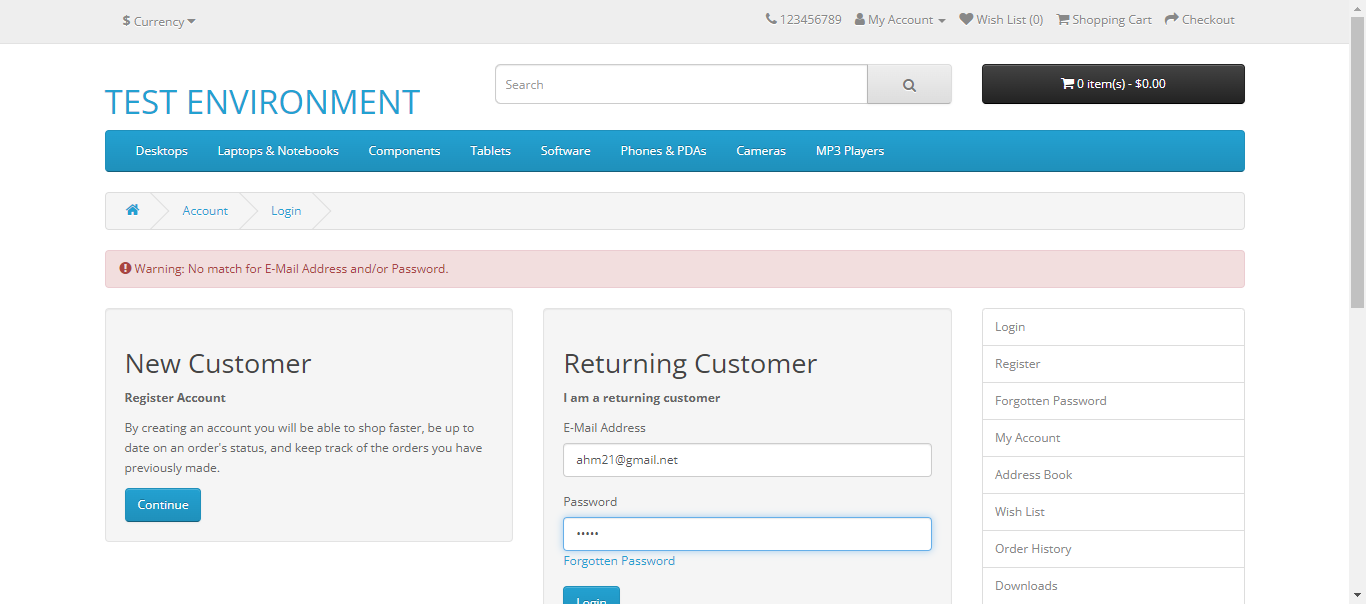 $ Currency
123456789 My Account Wish List (0) Shopping Cart Checkout
TEST ENVIRONMENT
Search
0 item(s) - $0.00
Desktops Laptops & Notebooks Components Tablets Software Phones & PDAs Cameras MP3 Players
Account Login
Warning: No match for E-Mail Address and/or Password.
New Customer
Register Account
By creating an account you will be able to shop faster, be up to
date on an order's status, and keep track of the orders you have
previously made.
Continue
Returning Customer
I am a returning customer
E-Mail Address
ahm21@gmail.net
Password
•••••
Forgotten Password
Login
Login
Register
Forgotten Password
My Account
Address Book
Wish List
Order History
Downloads